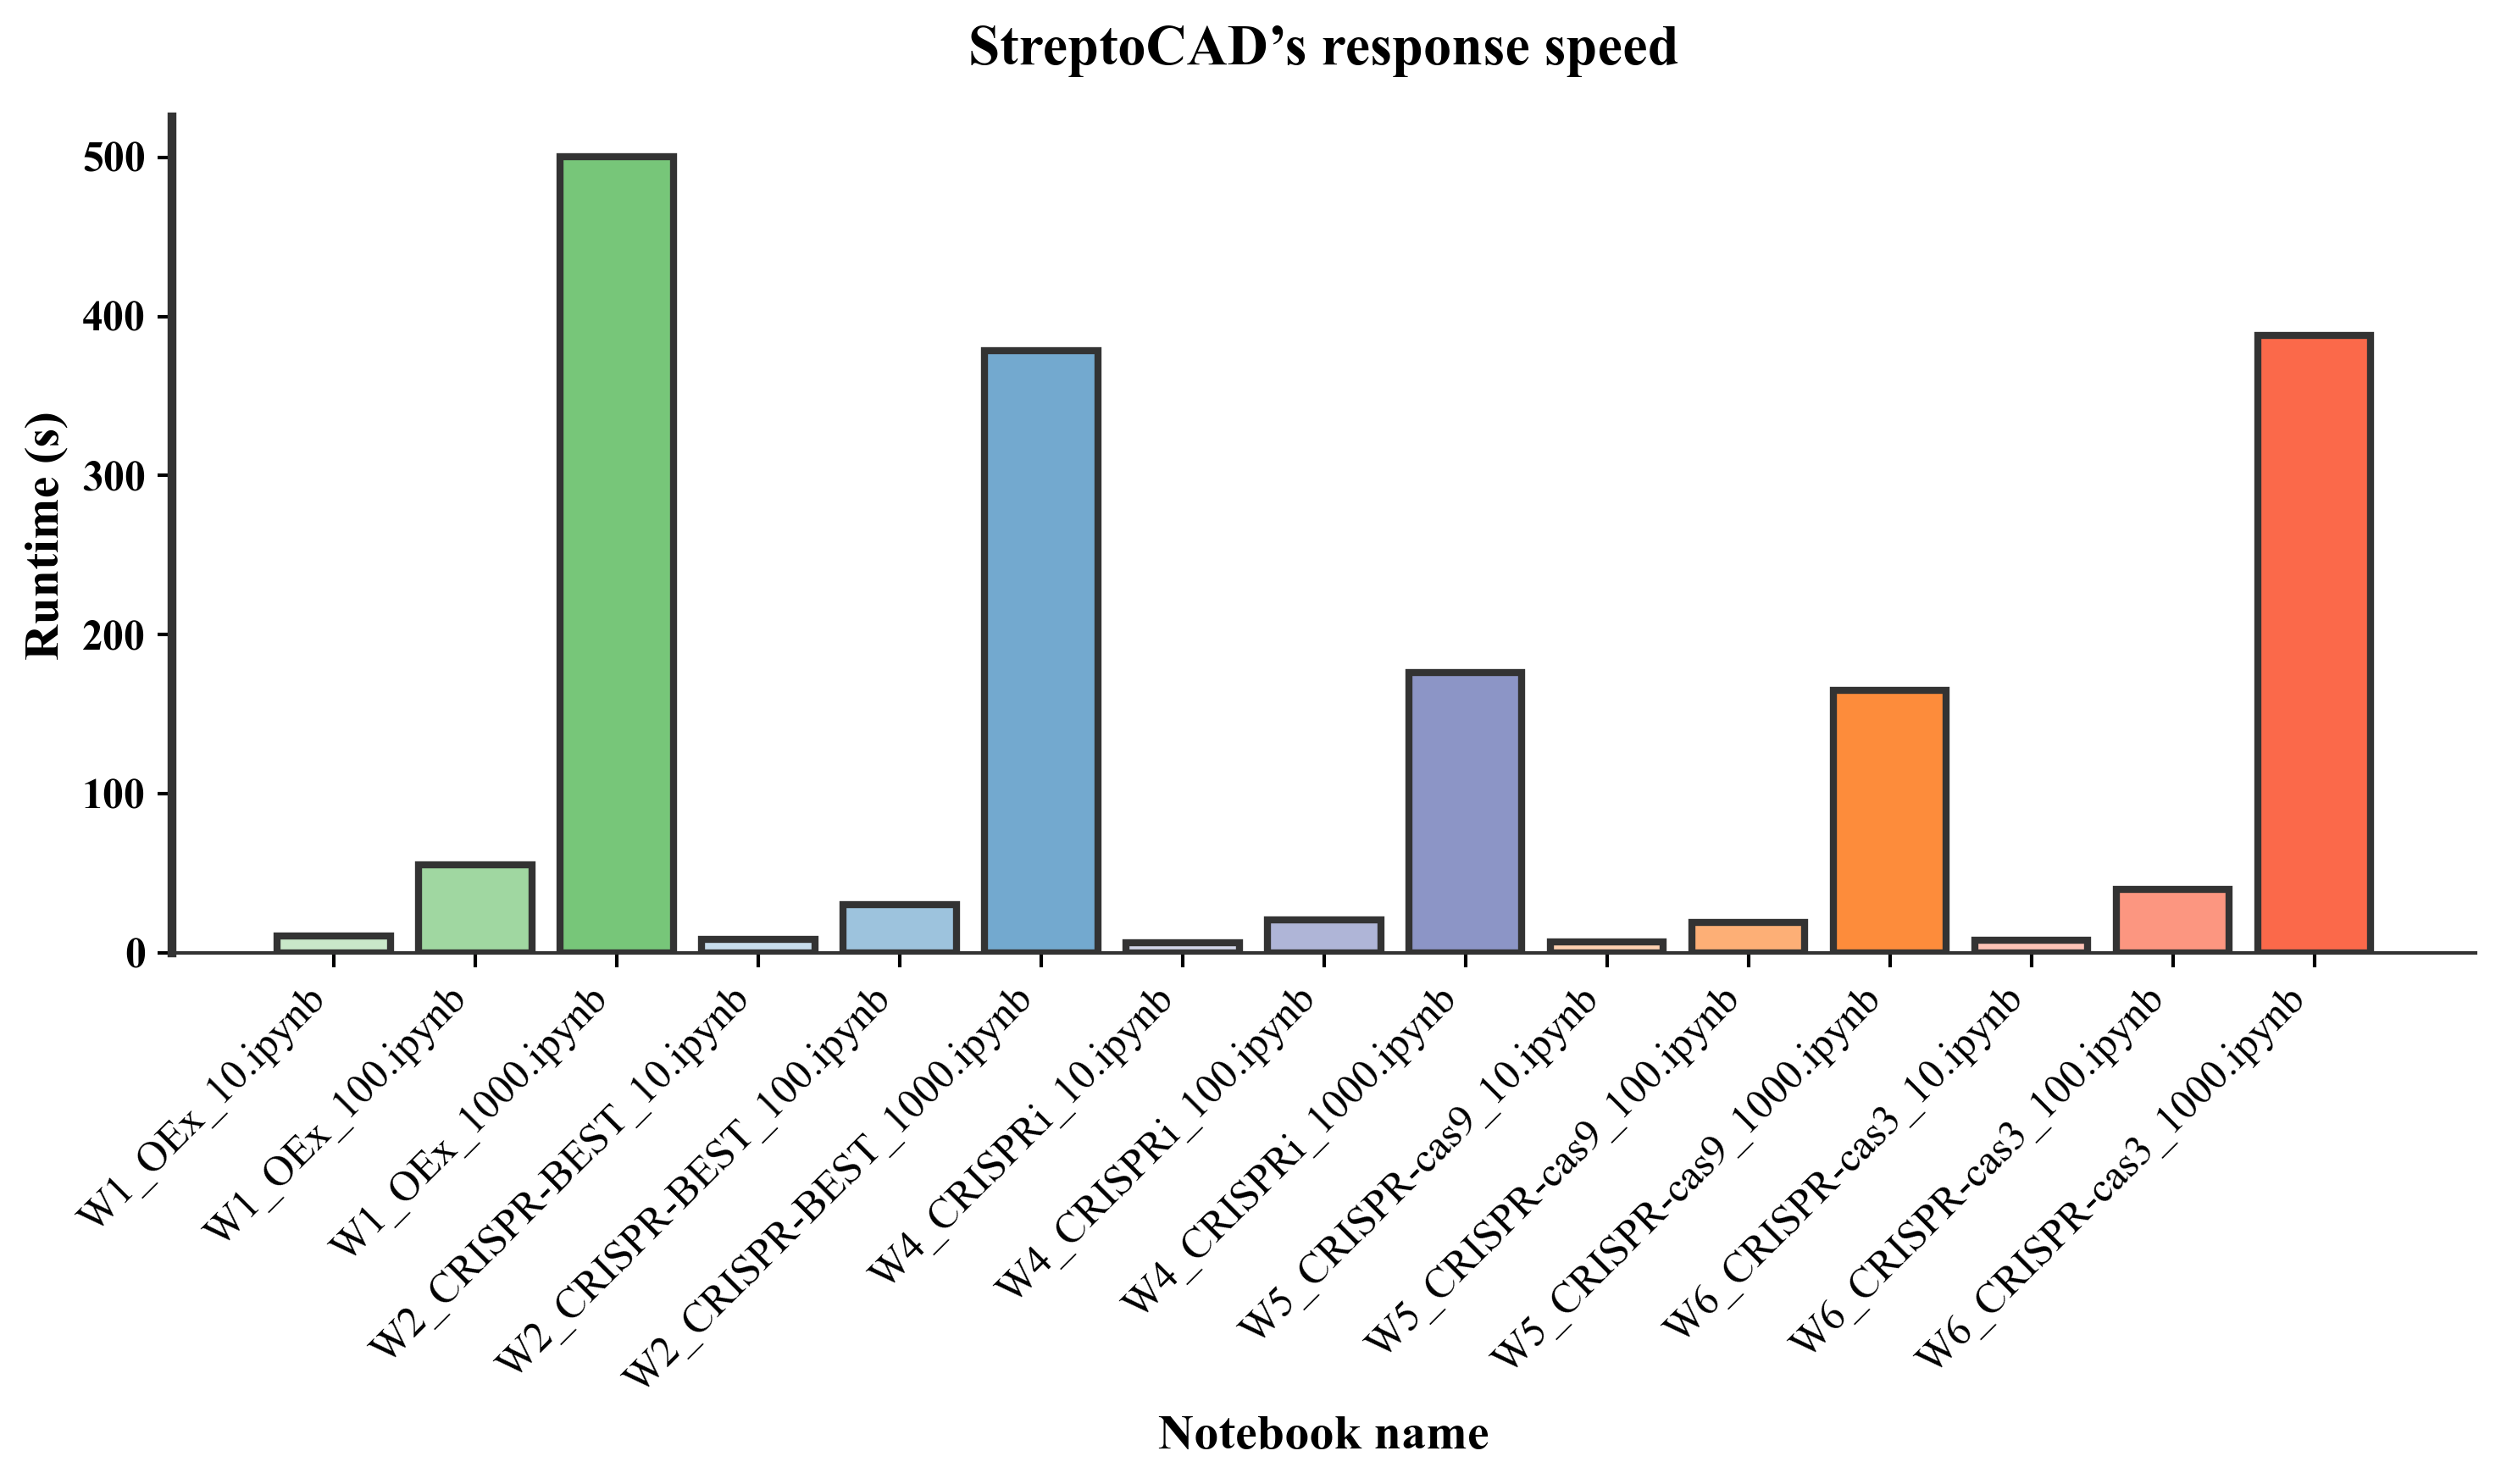 StreptoCAD’s response speed
Runtime (s)
500
400
300
200
100
0
W1_OEx_10.ipynb
W1_OEx_100.ipynb
W1_OEx_1000.ipynb
W2_CRISPR-BEST_10.ipynb
W2_CRISPR-BEST_100.ipynb
W2_CRISPR-BEST_1000.ipynb
W4_CRISPRi_10.ipynb
W4_CRISPRi_100.ipynb
W4_CRISPRi_1000.ipynb
W5_CRISPR-cas9_10.ipynb
W5_CRISPR-cas9_100.ipynb
W5_CRISPR-cas9_1000.ipynb
W6_CRISPR-cas3_10.ipynb
W6_CRISPR-cas3_100.ipynb
W6_CRISPR-cas3_1000.ipynb
Notebook name